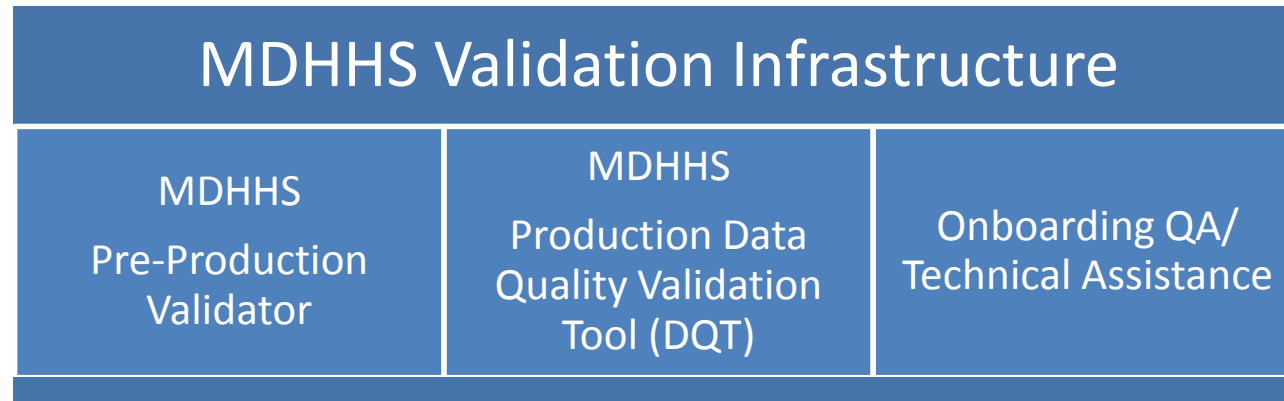 MDHHS Validation Infrastructure
MDHHS
Pre-Production
Validator
MDHHS
Production Data
Quality Validation
Tool (DQT)
Onboarding QA/
Technical Assistance